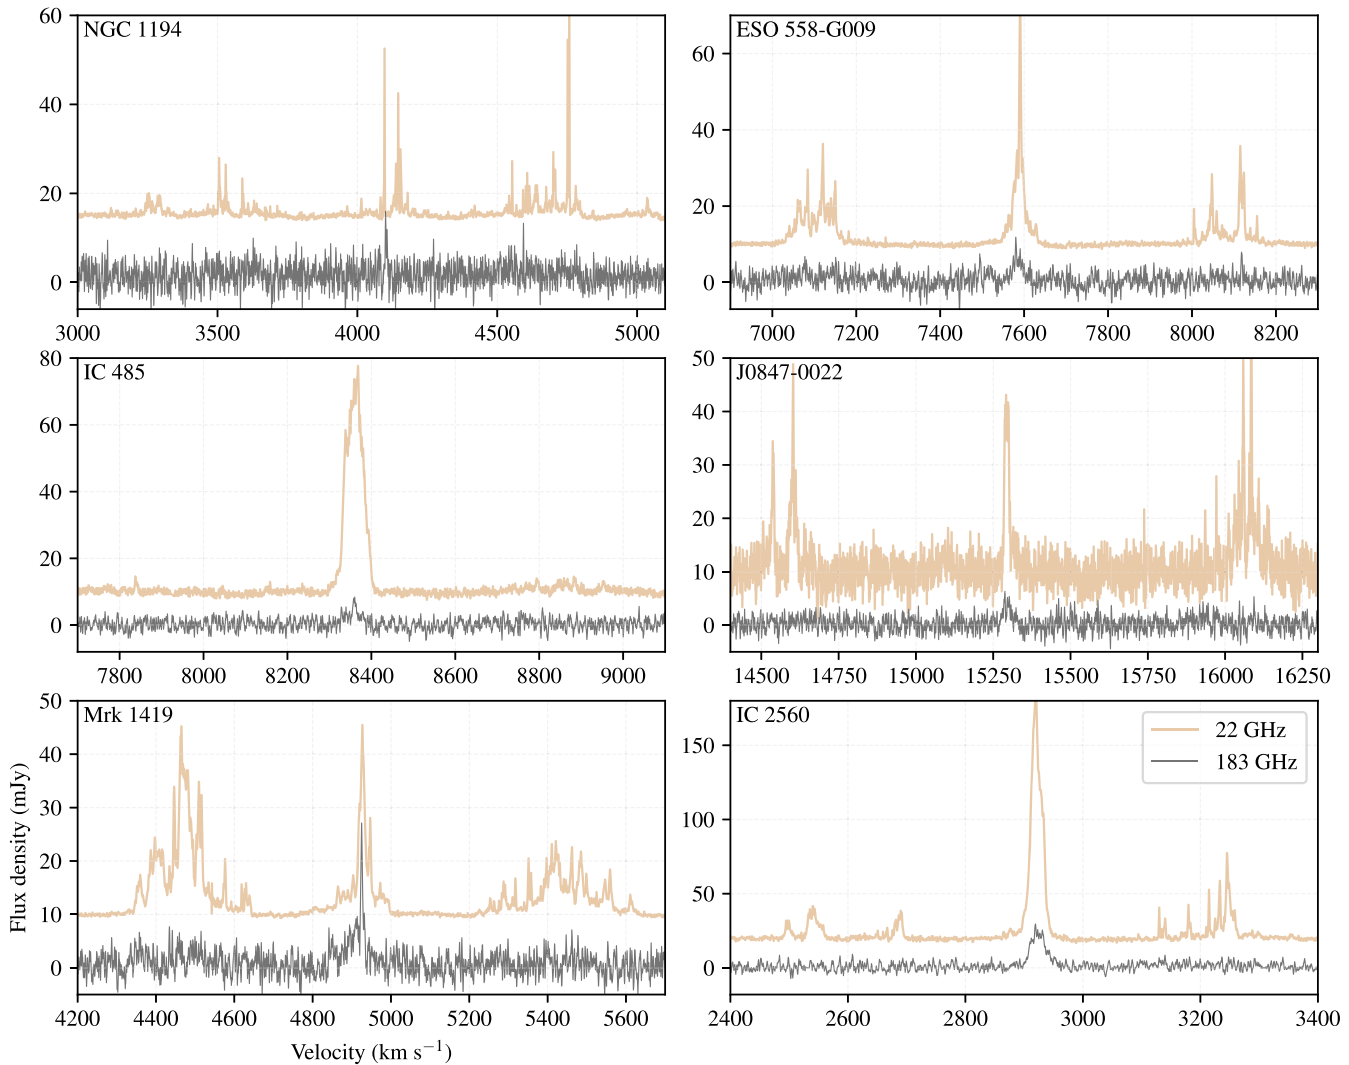 NGC 1194
60
40
20
0
3000 3500 4000 4500 5000
ESO 558-G009
60
40
20
0
7000 7200 7400 7600 7800 8000 8200
IC 485
80
60
40
20
0
7800 8000 8200 8400 8600 8800 9000
J0847-0022
50
40
30
20
10
0
14500 14750 15000 15250 15500 15750 16000 16250
Mrk 1419
50
40
30
20
10
0
4200 4400 4600 4800 5000 5200 5400 5600
Flux density (mJy)
Velocity (km s⁻¹)
IC 2560
22 GHz
183 GHz
150
100
50
0
2400 2600 2800 3000 3200 3400